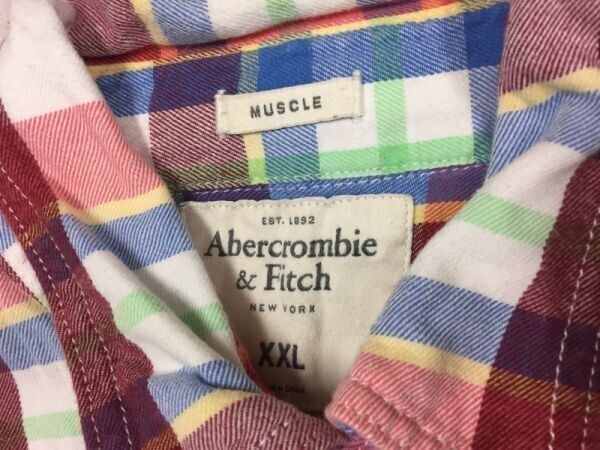 MUSCLE
EST. 1892
Abercrombie
& Fitch
NEW YORK
XXL